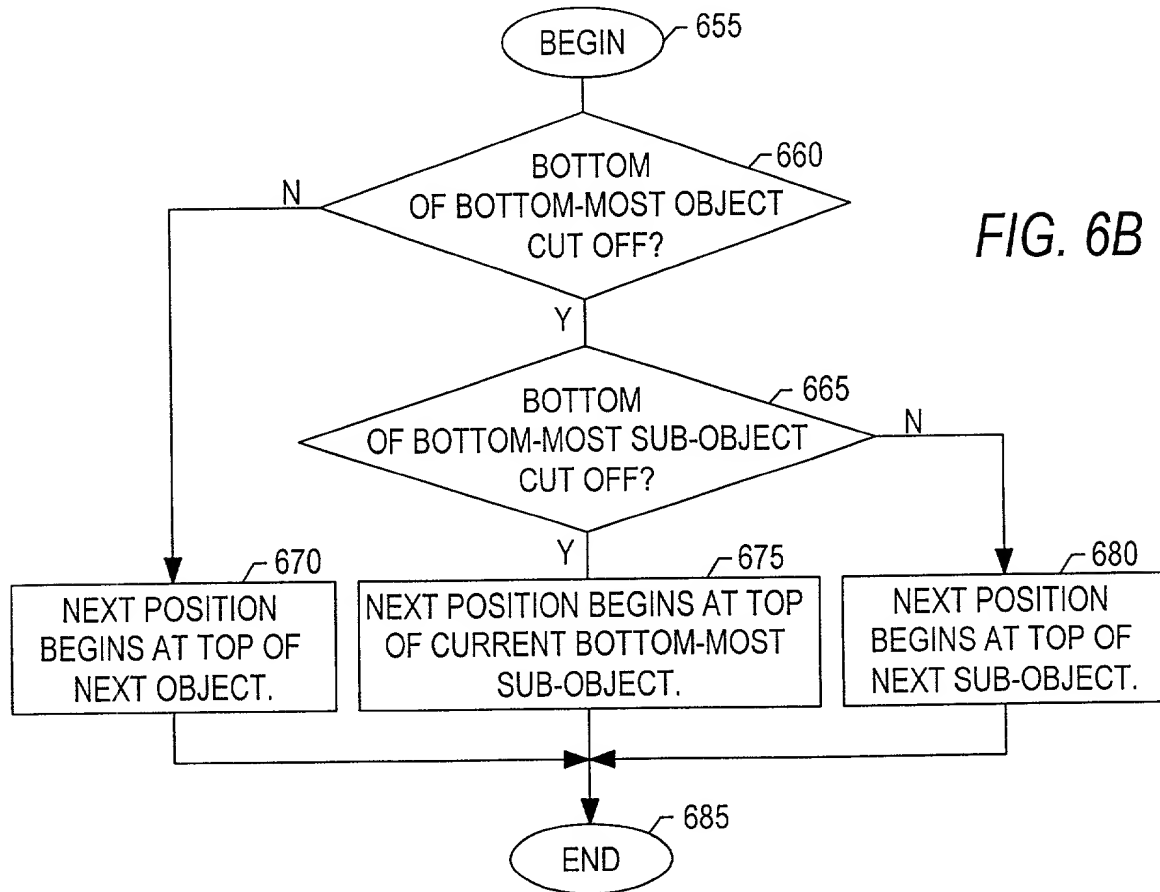 BEGIN
655
BOTTOM
OF BOTTOM-MOST OBJECT
CUT OFF?
660
N
FIG. 6B
Y
BOTTOM
OF BOTTOM-MOST SUB-OBJECT
CUT OFF?
665
N
Y
670
NEXT POSITION
BEGINS AT TOP OF
NEXT OBJECT.
675
NEXT POSITION BEGINS AT TOP
OF CURRENT BOTTOM-MOST
SUB-OBJECT.
680
NEXT POSITION
BEGINS AT TOP OF
NEXT SUB-OBJECT.
END
685